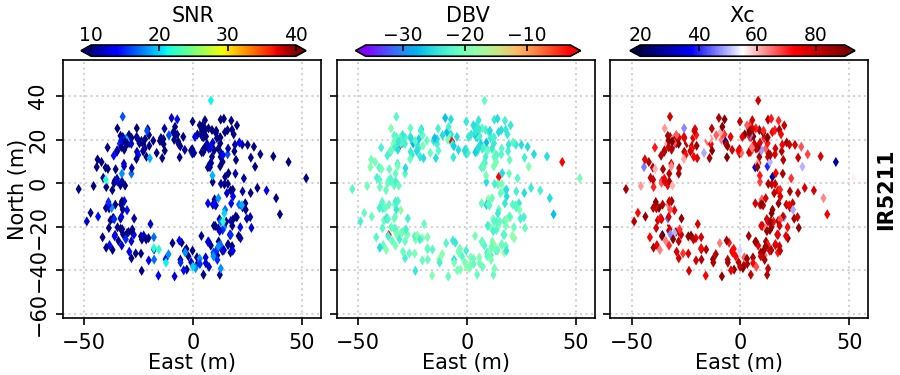 SNR DBV Xc
10 20 30 40 −30 −20 −10 20 40 60 80
North (m)
40
20
0
−20
−40
−60
IR5211
−50 0 50 −50 0 50 −50 0 50
East (m) East (m) East (m)